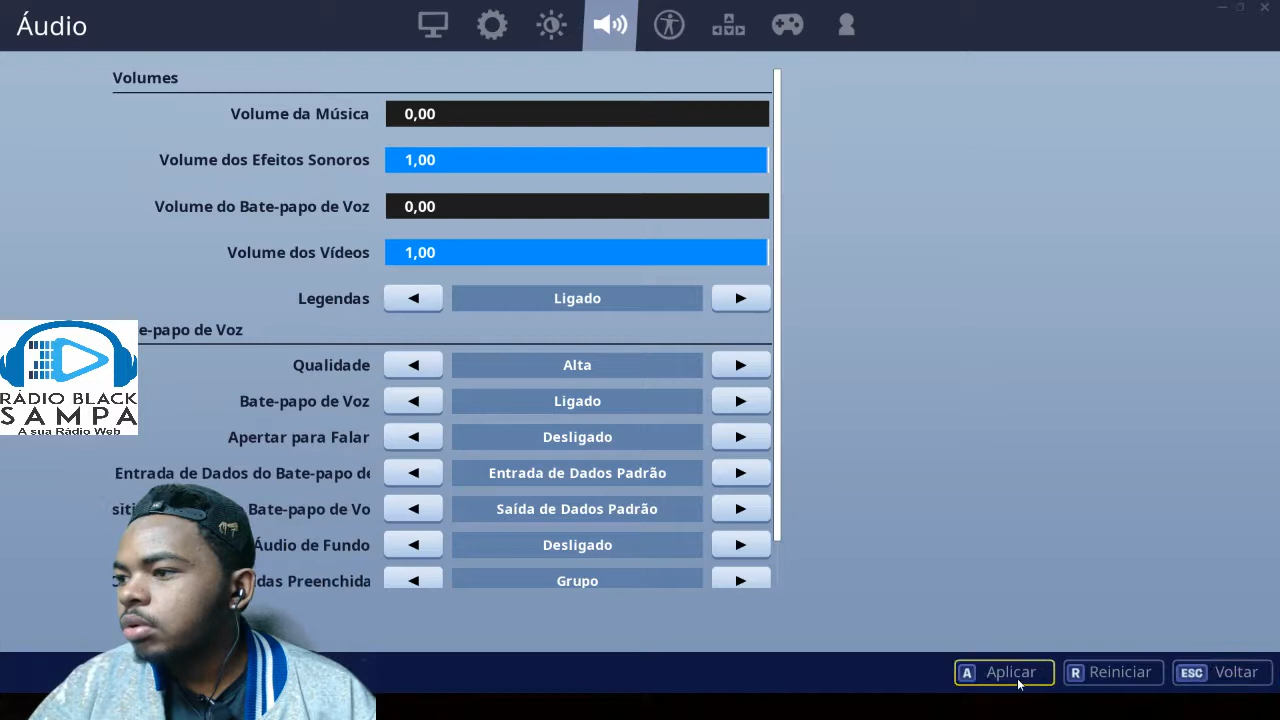 Áudio
Volumes
Volume da Música 0,00
Volume dos Efeitos Sonoros 1,00
Volume do Bate-papo de Voz 0,00
Volume dos Vídeos 1,00
Legendas Ligado
e-papo de Voz
Qualidade Alta
Bate-papo de Voz Ligado
Apertar para Falar Desligado
Entrada de Dados do Bate-papo de Entrada de Dados Padrão
siti Bate-papo de Vo Saída de Dados Padrão
Áudio de Fundo Desligado
das Preenchida Grupo
RÁDIO BLACK
SAMPA
A sua Rádio Web
A Aplicar R Reiniciar ESC Voltar